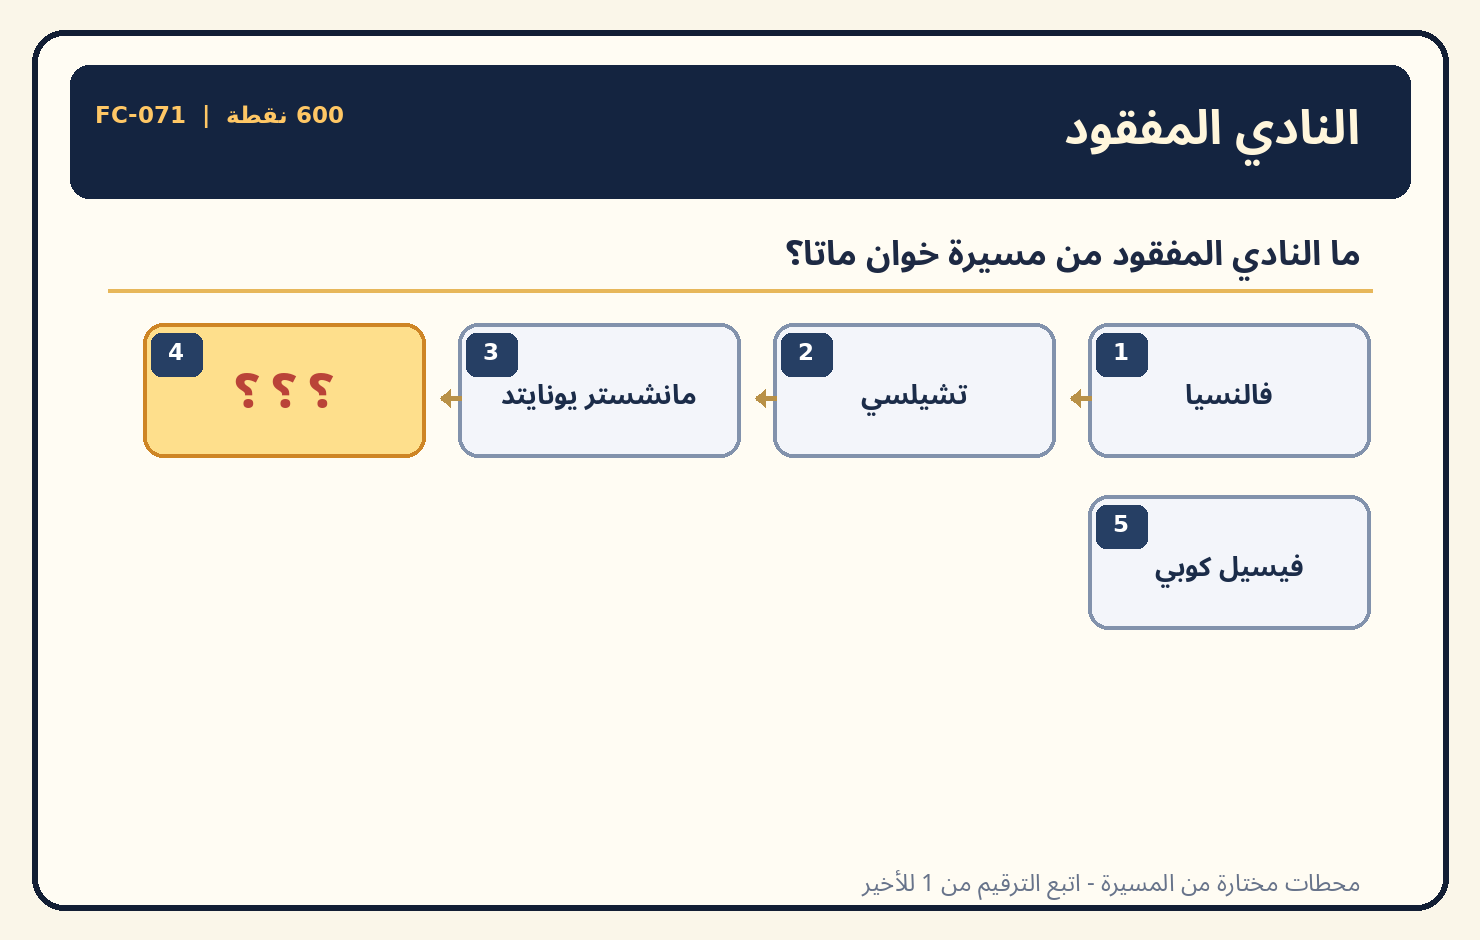 النادي المفقود
600 نقطة | FC-071
ما النادي المفقود من مسيرة خوان ماتا؟
1
فالنسيا
2
تشيلسي
3
مانشستر يونايتد
4
؟ ؟ ؟
5
فيسيل كوبي
محطات مختارة من المسيرة - اتبع الترقيم من 1 للأخير